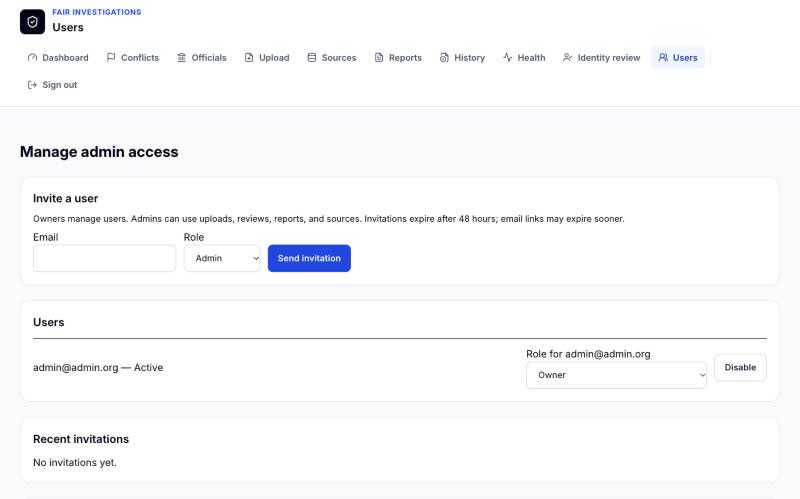 FAIR INVESTIGATIONS
Users
Dashboard Conflicts Officials Upload Sources Reports History Health Identity review Users
Sign out
Manage admin access
Invite a user
Owners manage users. Admins can use uploads, reviews, reports, and sources. Invitations expire after 48 hours; email links may expire sooner.
Email Role
Admin Send invitation
Users
Role for admin@admin.org
admin@admin.org — Active Owner Disable
Recent invitations
No invitations yet.